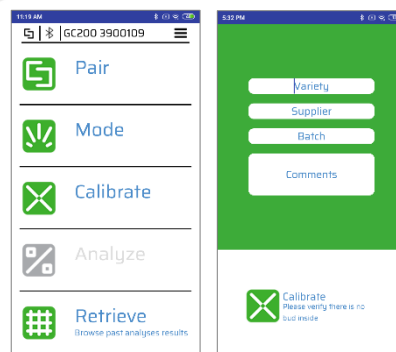 11:19 AM
GC200 3900109
Pair
Mode
Calibrate
Analyze
Retrieve
Browse past analyses results
5:32 PM
Variety
Supplier
Batch
Comments
Calibrate
Please verify there is no
bud inside